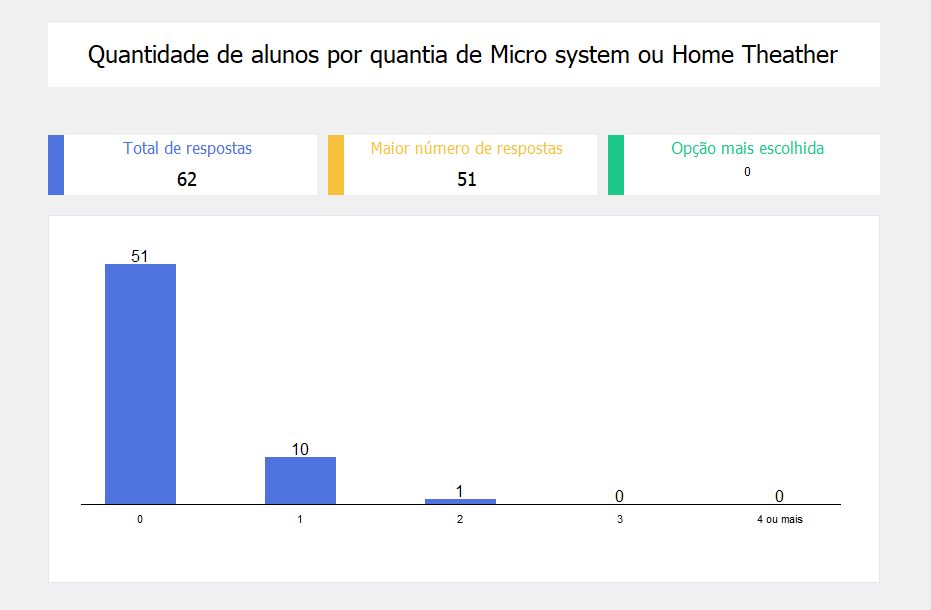 Quantidade de alunos por quantia de Micro system ou Home Theather
Total de respostas
62
Maior número de respostas
51
Opção mais escolhida
0
51
10
1
0
0
0
1
2
3
4 ou mais